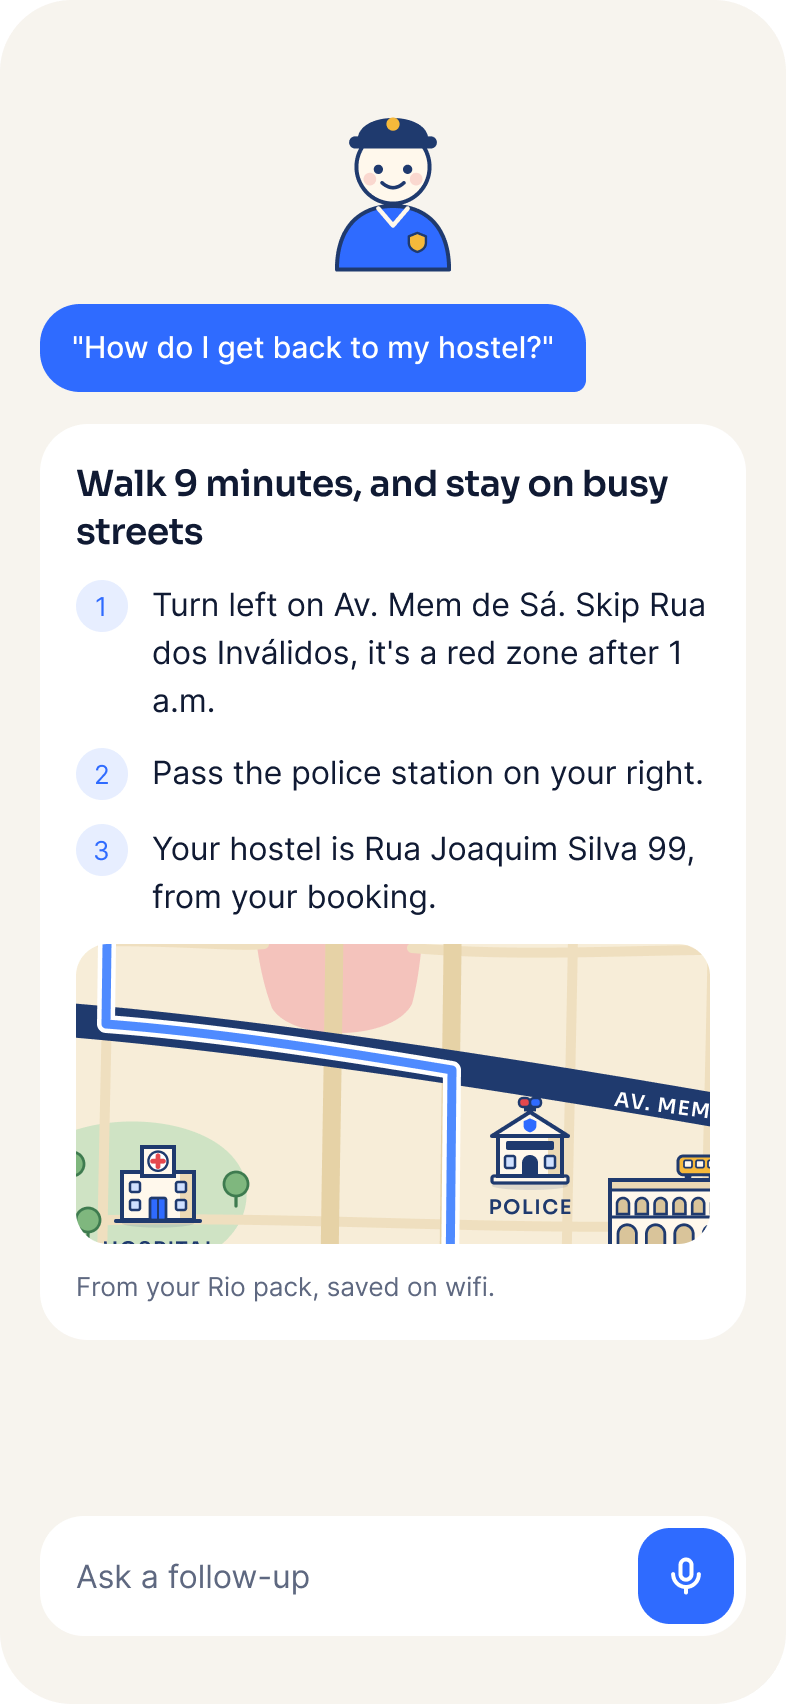 "How do I get back to my hostel?"
Walk 9 minutes, and stay on busy
streets
1 Turn left on Av. Mem de Sá. Skip Rua
dos Inválidos, it's a red zone after 1
a.m.
2 Pass the police station on your right.
3 Your hostel is Rua Joaquim Silva 99,
from your booking.
AV. MEM
POLICE
HOSPITAL
From your Rio pack, saved on wifi.
Ask a follow-up